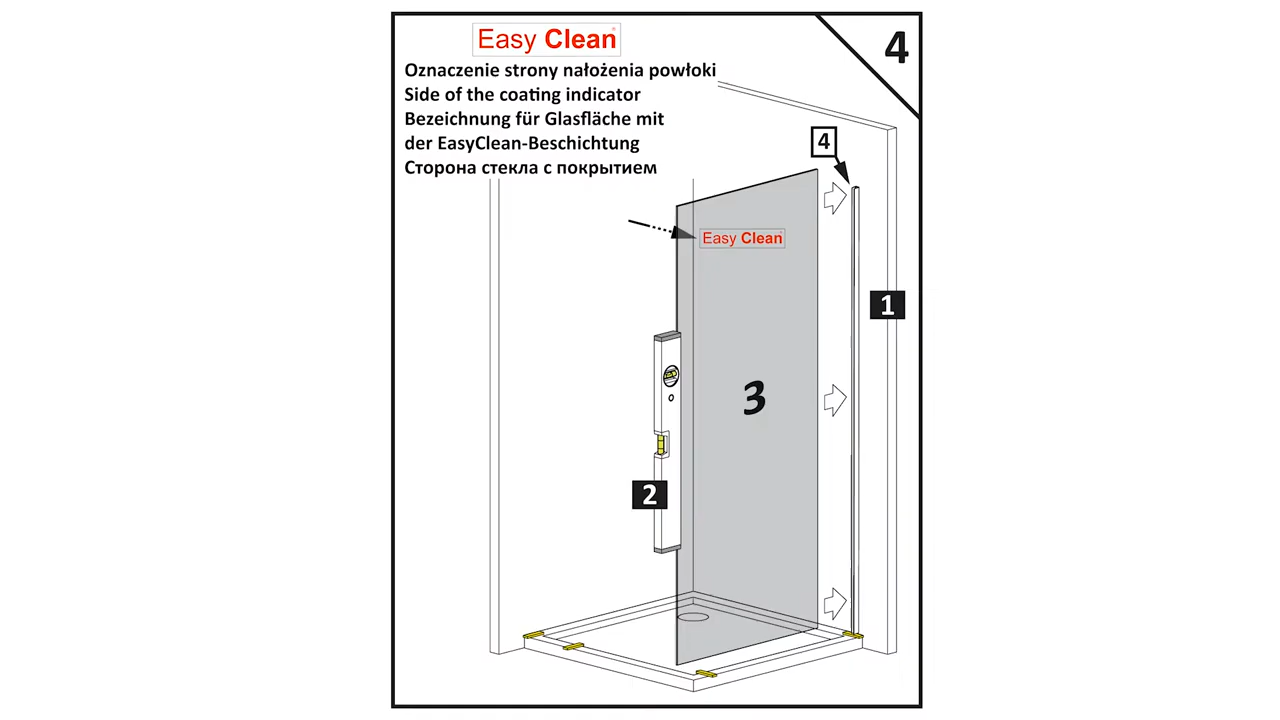 Easy Clean
4
Oznaczenie strony nałożenia powłoki
Side of the coating indicator
Bezeichnung für Glasfläche mit
der EasyClean-Beschichtung
Сторона стекла с покрытием
4
Easy Clean
1
3
2